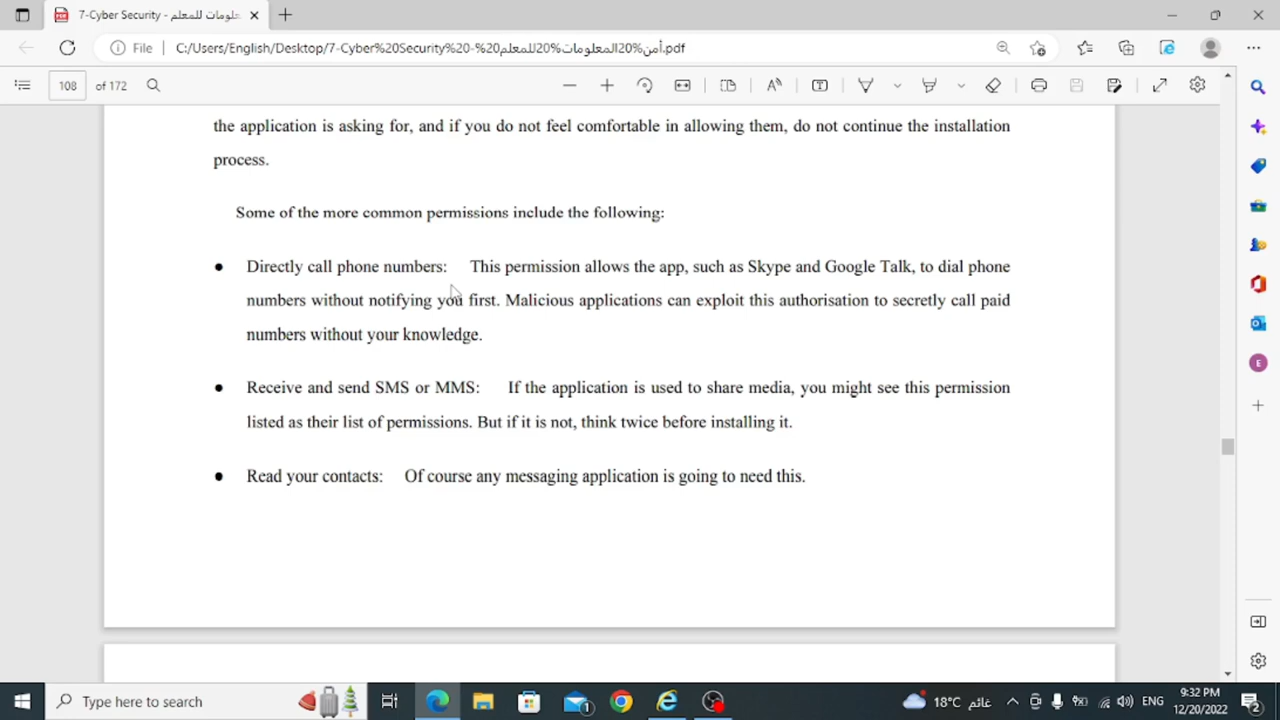 7-Cyber Security - معلومات للمعلم
File
C:/Users/English/Desktop/7-Cyber%20Security%20-%20أمن%20المعلومات%20للمعلم.pdf
108 of 172
the application is asking for, and if you do not feel comfortable in allowing them, do not continue the installation
process.
Some of the more common permissions include the following:
● Directly call phone numbers: This permission allows the app, such as Skype and Google Talk, to dial phone
numbers without notifying you first. Malicious applications can exploit this authorisation to secretly call paid
numbers without your knowledge.
● Receive and send SMS or MMS: If the application is used to share media, you might see this permission
listed as their list of permissions. But if it is not, think twice before installing it.
● Read your contacts: Of course any messaging application is going to need this.
E
Type here to search
1
18°C غائم
ENG
9:32 PM
12/20/2022
2